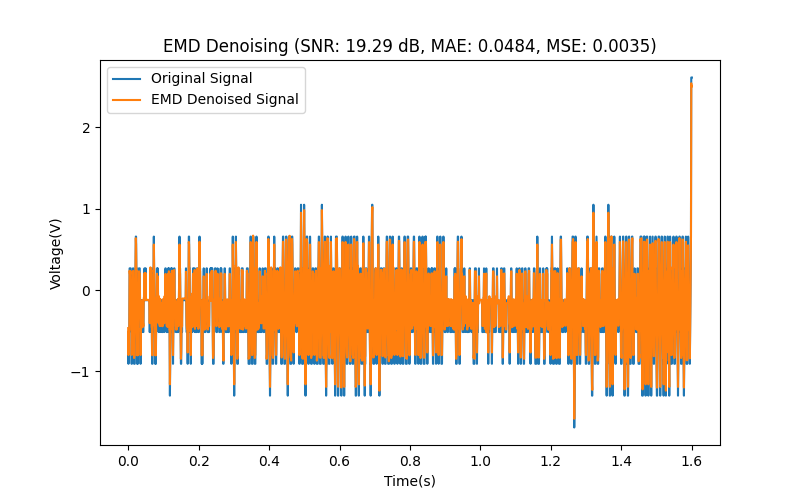 EMD Denoising (SNR: 19.29 dB, MAE: 0.0484, MSE: 0.0035)
Original Signal
EMD Denoised Signal
Voltage(V)
2
1
0
−1
0.0 0.2 0.4 0.6 0.8 1.0 1.2 1.4 1.6
Time(s)